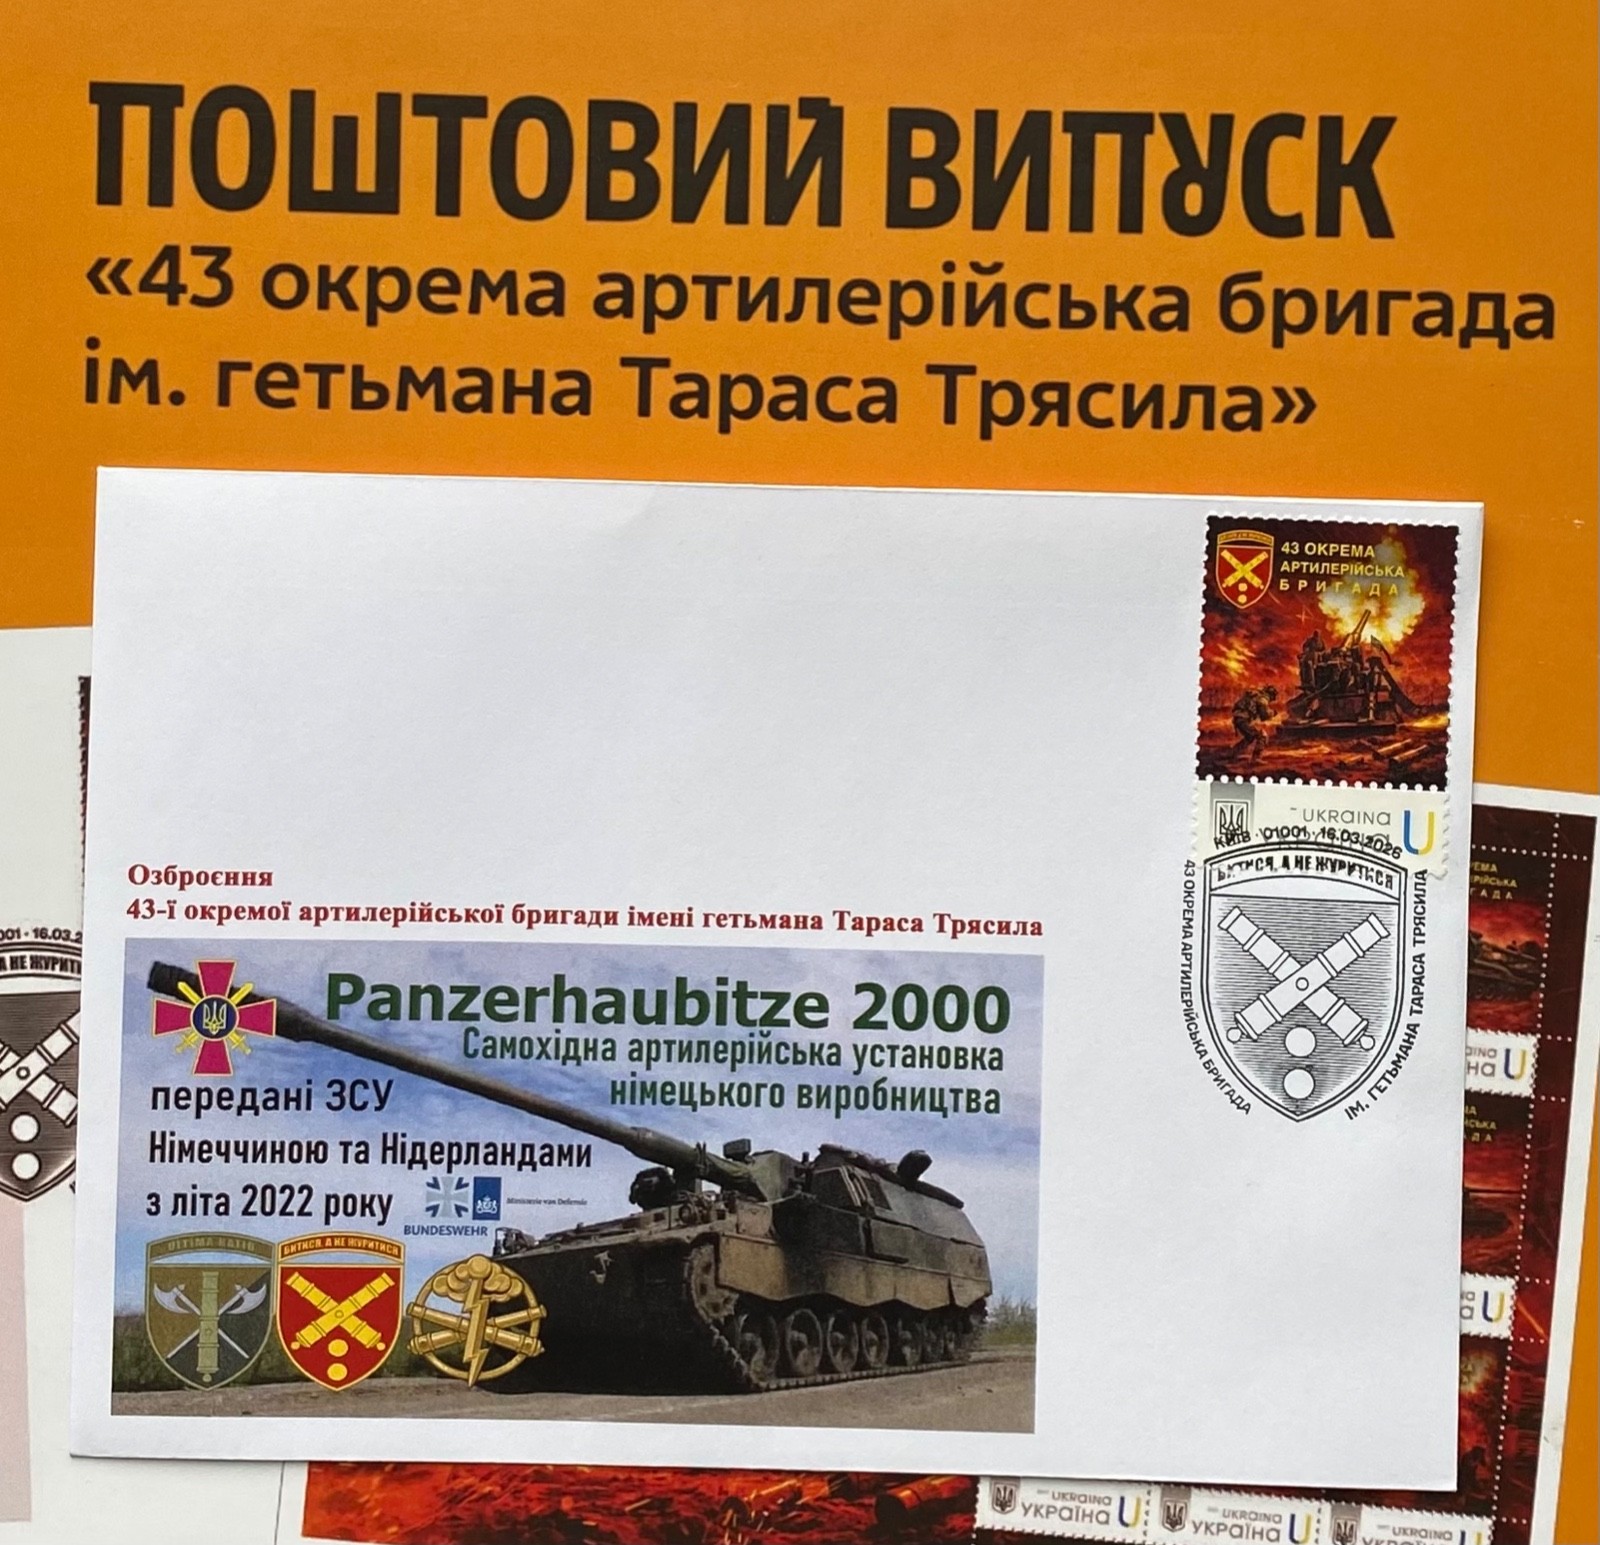 ПОШТОВИЙ ВИПУСК
«43 окрема артилерійська бригада
ім. гетьмана Тараса Трясила»
43 ОКРЕМА
АРТИЛЕРІЙСЬКА
БРИГАДА
UKRAINA
КИЇВ · 01001 · 16.03.2026
БИТИСЯ, А НЕ ЖУРИТИСЯ
43 ОКРЕМА АРТИЛЕРІЙСЬКА БРИГАДА
ІМ. ГЕТЬМАНА ТАРАСА ТРЯСИЛА
Озброєння
43-ї окремої артилерійської бригади імені гетьмана Тараса Трясила
Panzerhaubitze 2000
Самохідна артилерійська установка
німецького виробництва
передані ЗСУ
Німеччиною та Нідерландами
з літа 2022 року
BUNDESWEHR
Ministerie van Defensie
ULTIMA RATIO
БИТИСЯ, А НЕ ЖУРИТИСЯ
UKRAINA
УКРАЇНА
UKRAINA
УКРАЇНА
UKRAINA